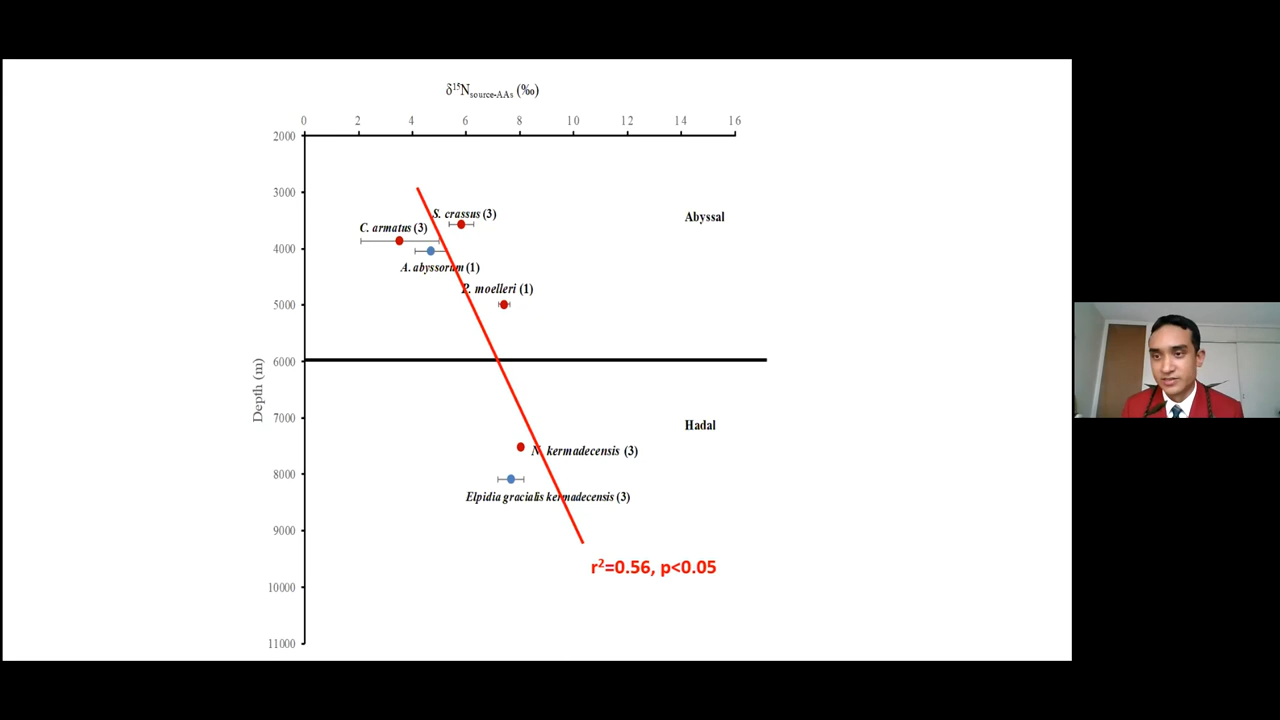 δ¹⁵Nsource-AAs (‰)
0 2 4 6 8 10 12 14 16
2000
3000
S. crassus (3)
Abyssal
C. armatus (3)
4000
A. abyssorum (1)
P. moelleri (1)
5000
6000
Depth (m)
7000
Hadal
N. kermadecensis (3)
8000
Elpidia gracialis kermadecensis (3)
9000
r²=0.56, p<0.05
10000
11000